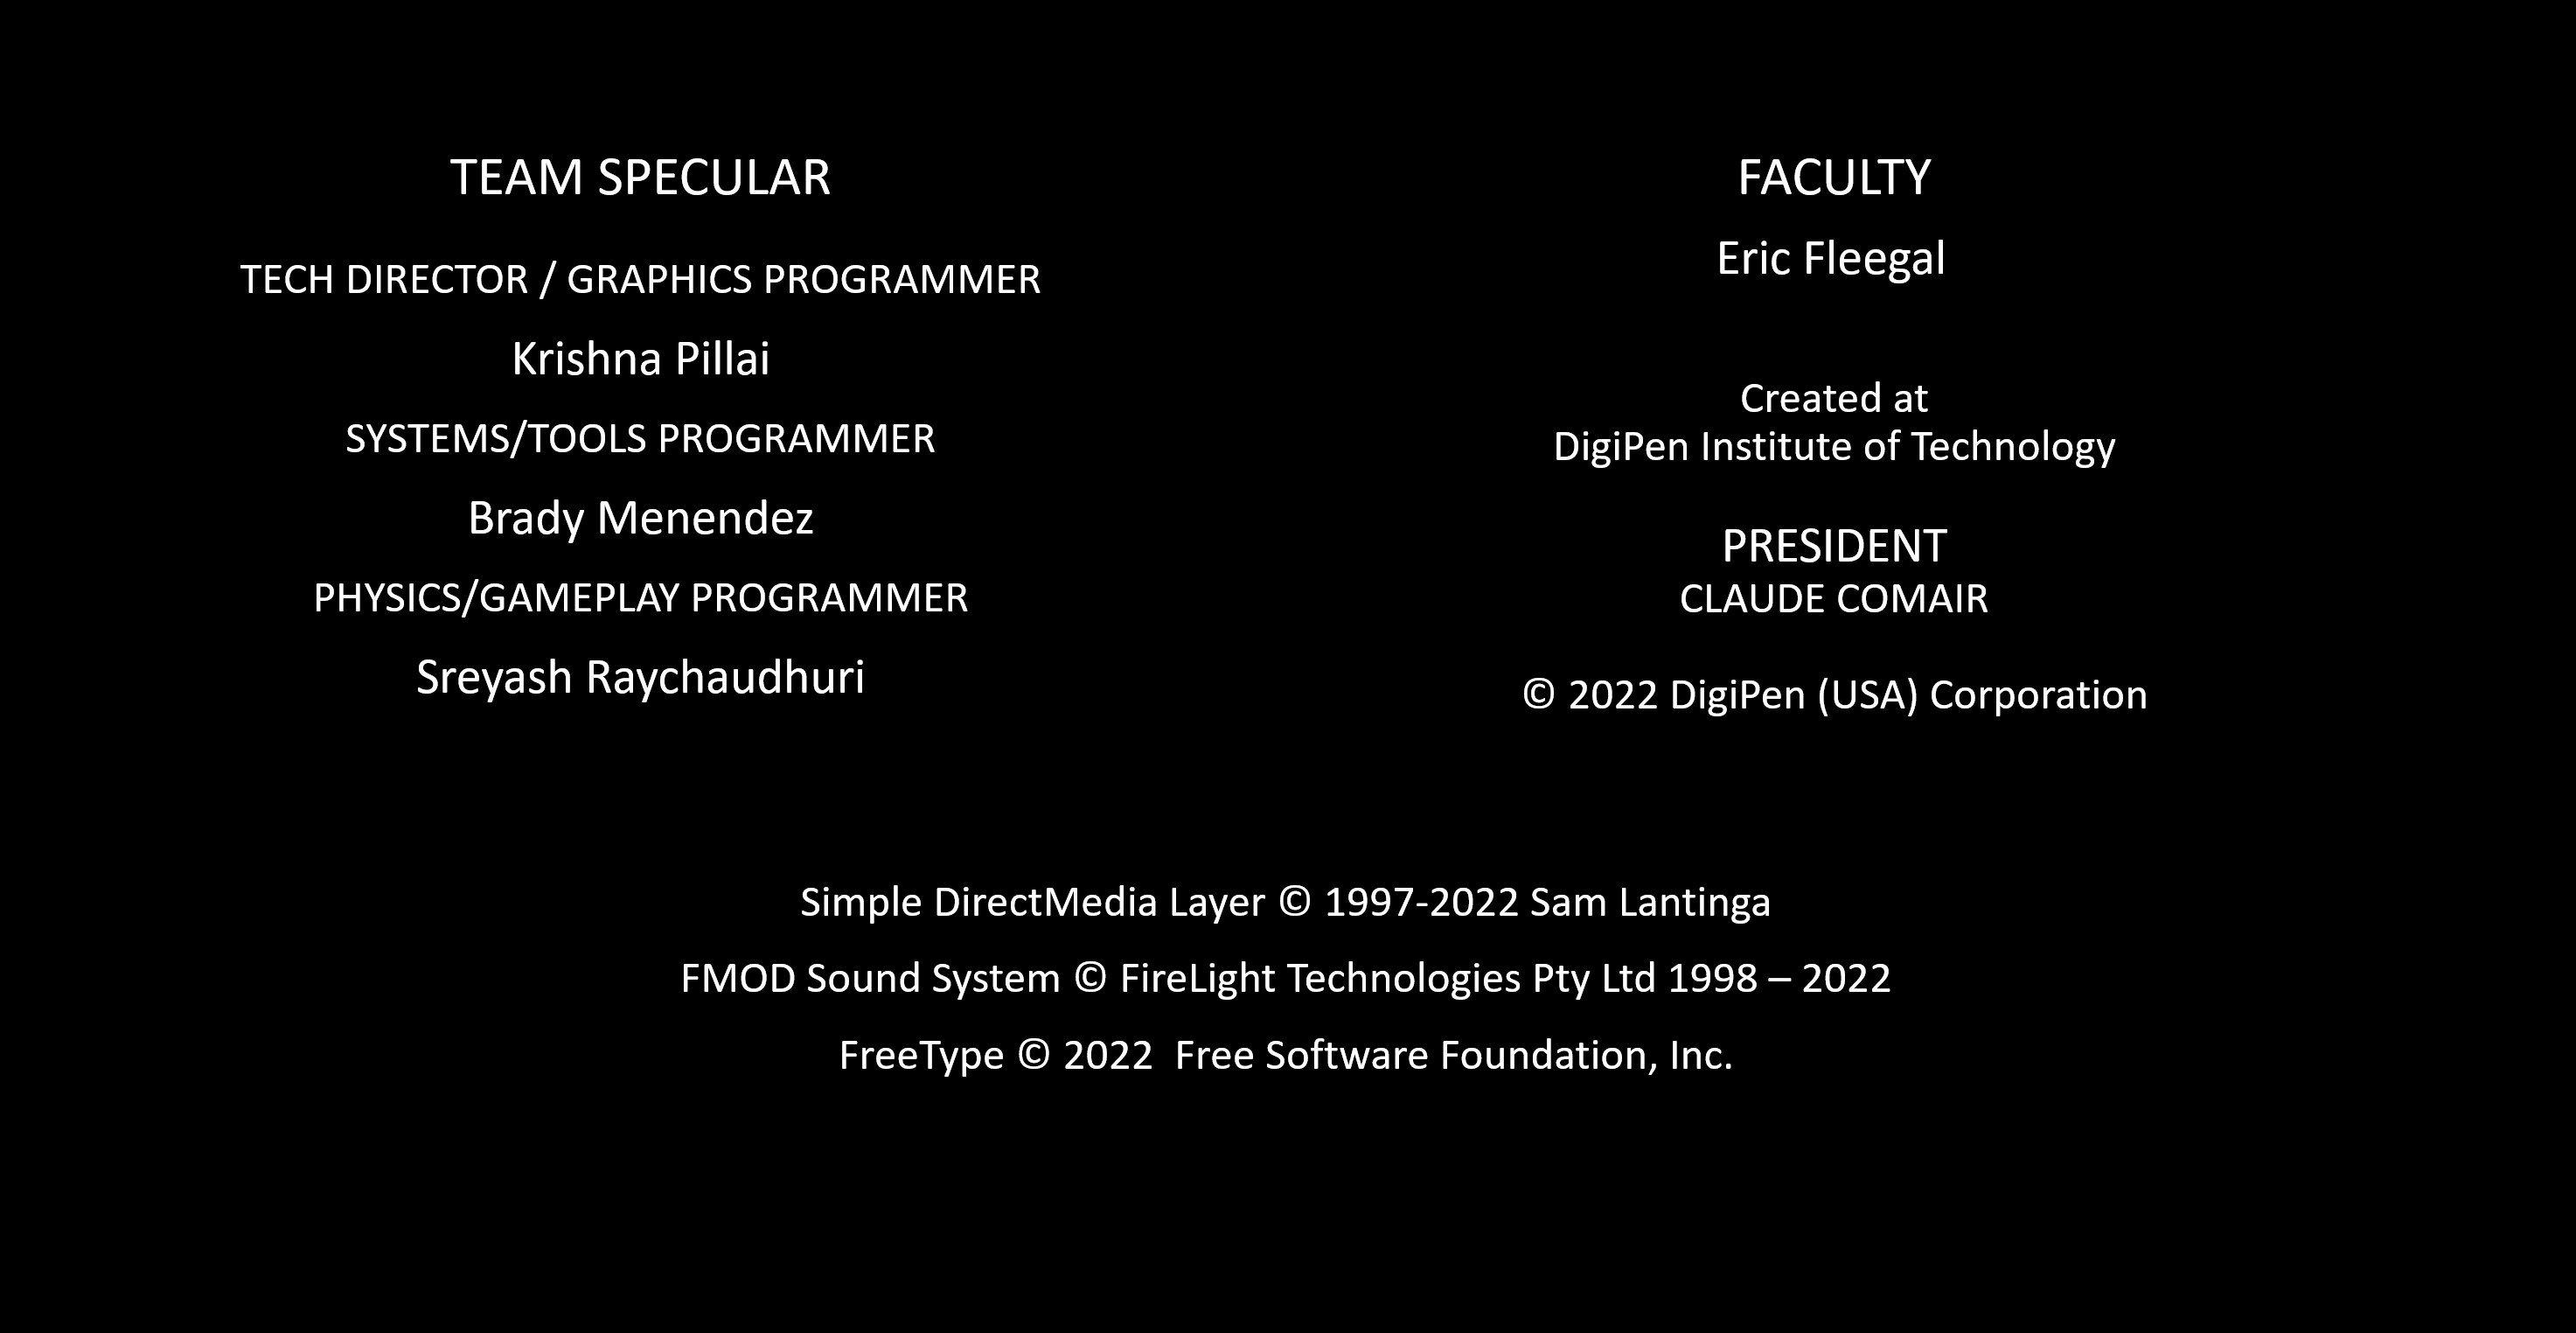 TEAM SPECULAR
TECH DIRECTOR / GRAPHICS PROGRAMMER
Krishna Pillai
SYSTEMS/TOOLS PROGRAMMER
Brady Menendez
PHYSICS/GAMEPLAY PROGRAMMER
Sreyash Raychaudhuri
FACULTY
Eric Fleegal
Created at
DigiPen Institute of Technology
PRESIDENT
CLAUDE COMAIR
© 2022 DigiPen (USA) Corporation
Simple DirectMedia Layer © 1997-2022 Sam Lantinga
FMOD Sound System © FireLight Technologies Pty Ltd 1998 – 2022
FreeType © 2022  Free Software Foundation, Inc.